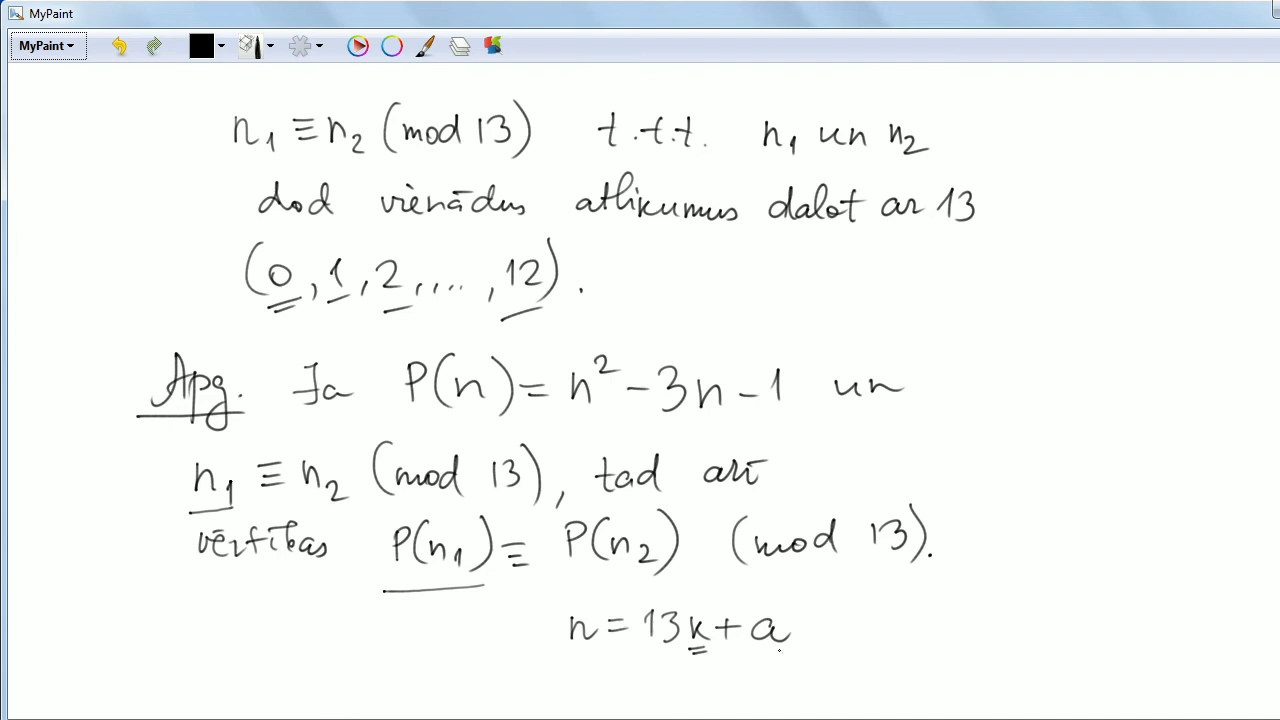 MyPaint
MyPaint
n₁ ≡ n₂ (mod 13) t.t.t. n₁ un n₂
dod vienādus atlikumus dalot ar 13
(0, 1, 2, ..., 12).
Apg. Ja P(n) = n² - 3n - 1 un
n₁ ≡ n₂ (mod 13), tad arī
vērtības P(n₁) ≡ P(n₂) (mod 13).
n = 13k + a